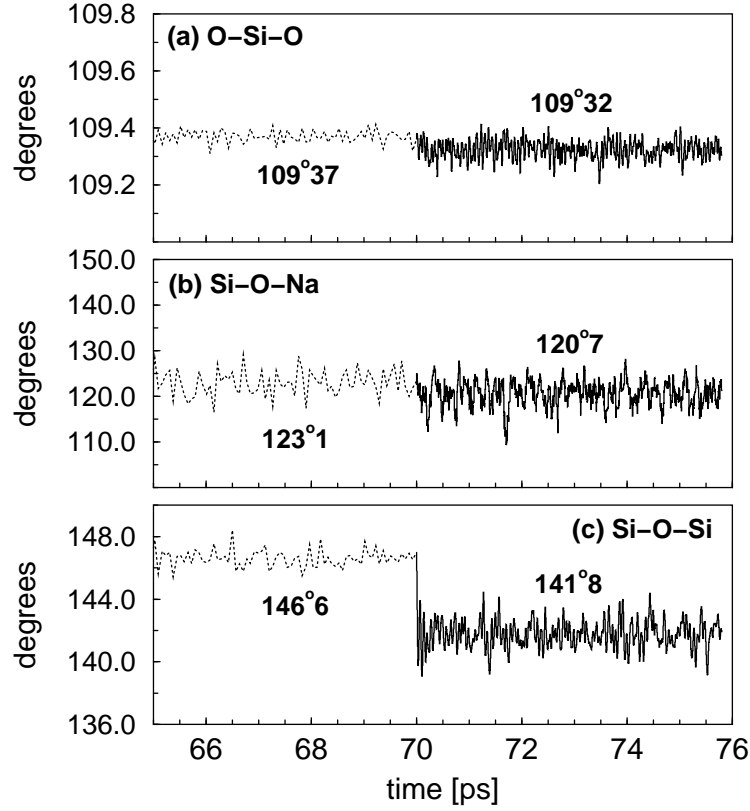 109.8
(a) O−Si−O
109.6
109°32
109.4
109°37
109.2
degrees
150.0
(b) Si−O−Na
140.0
130.0
120°7
120.0
123°1
110.0
degrees
148.0
(c) Si−O−Si
146°6
141°8
144.0
140.0
136.0
degrees
66 68 70 72 74 76
time [ps]